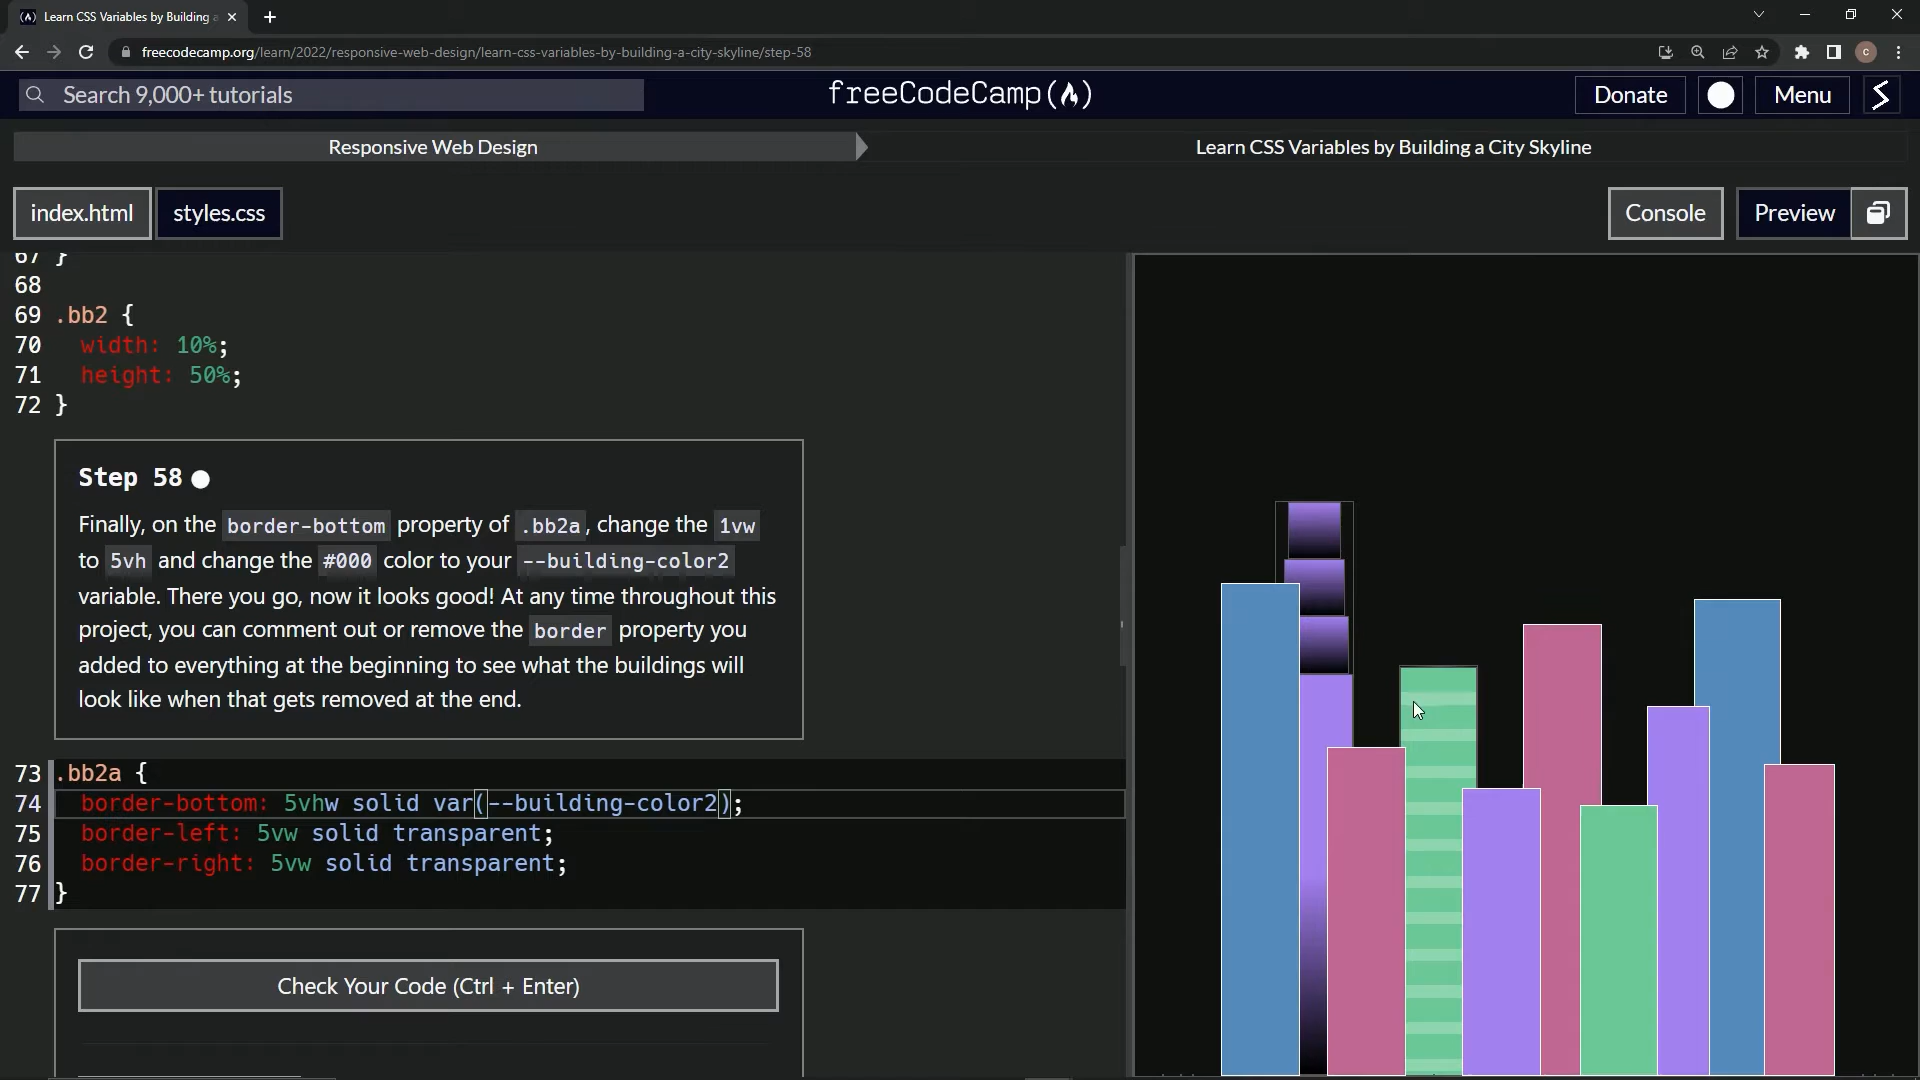 Learn CSS Variables by Building a
freecodecamp.org/learn/2022/responsive-web-design/learn-css-variables-by-building-a-city-skyline/step-58
C
Search 9,000+ tutorials
freeCodeCamp(🔥)
Donate
Menu
Responsive Web Design
Learn CSS Variables by Building a City Skyline
index.html
styles.css
Console
Preview
67 }
68
69 .bb2 {
70 width: 10%;
71 height: 50%;
72 }
Step 58
Finally, on the border-bottom property of .bb2a, change the 1vw
to 5vh and change the #000 color to your --building-color2
variable. There you go, now it looks good! At any time throughout this
project, you can comment out or remove the border property you
added to everything at the beginning to see what the buildings will
look like when that gets removed at the end.
73 .bb2a {
74 border-bottom: 5vhw solid var(--building-color2);
75 border-left: 5vw solid transparent;
76 border-right: 5vw solid transparent;
77 }
Check Your Code (Ctrl + Enter)